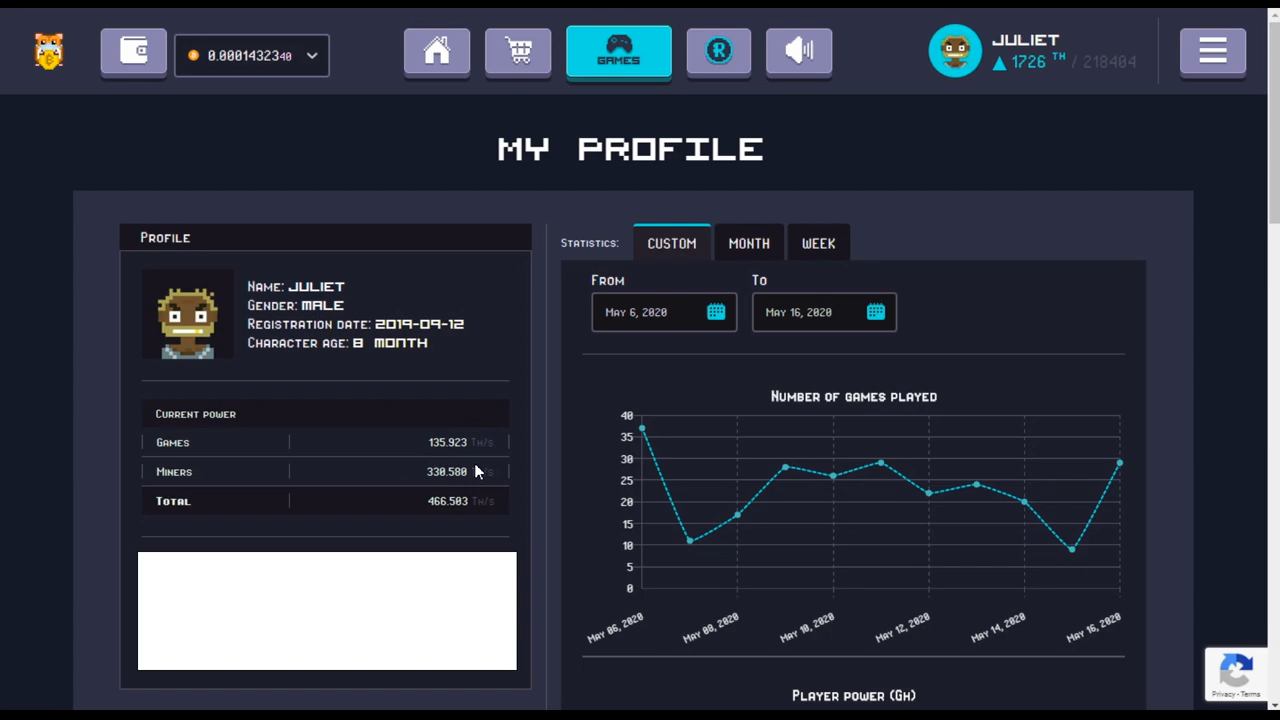 0.0001432340
GAMES
JULIET
1726 TH / 218404
MY PROFILE
PROFILE
NAME: JULIET
GENDER: MALE
REGISTRATION DATE: 2019-09-12
CHARACTER AGE: 8 MONTH
CURRENT POWER
GAMES 135.923 TH/S
MINERS 330.580
TOTAL 466.503 TH/S
STATISTICS: CUSTOM MONTH WEEK
FROM TO
MAY 6, 2020 MAY 16, 2020
NUMBER OF GAMES PLAYED
40
35
30
25
20
15
10
5
0
MAY 06, 2020 MAY 08, 2020 MAY 10, 2020 MAY 12, 2020 MAY 14, 2020 MAY 16, 2020
PLAYER POWER (GH)
Privacy - Terms